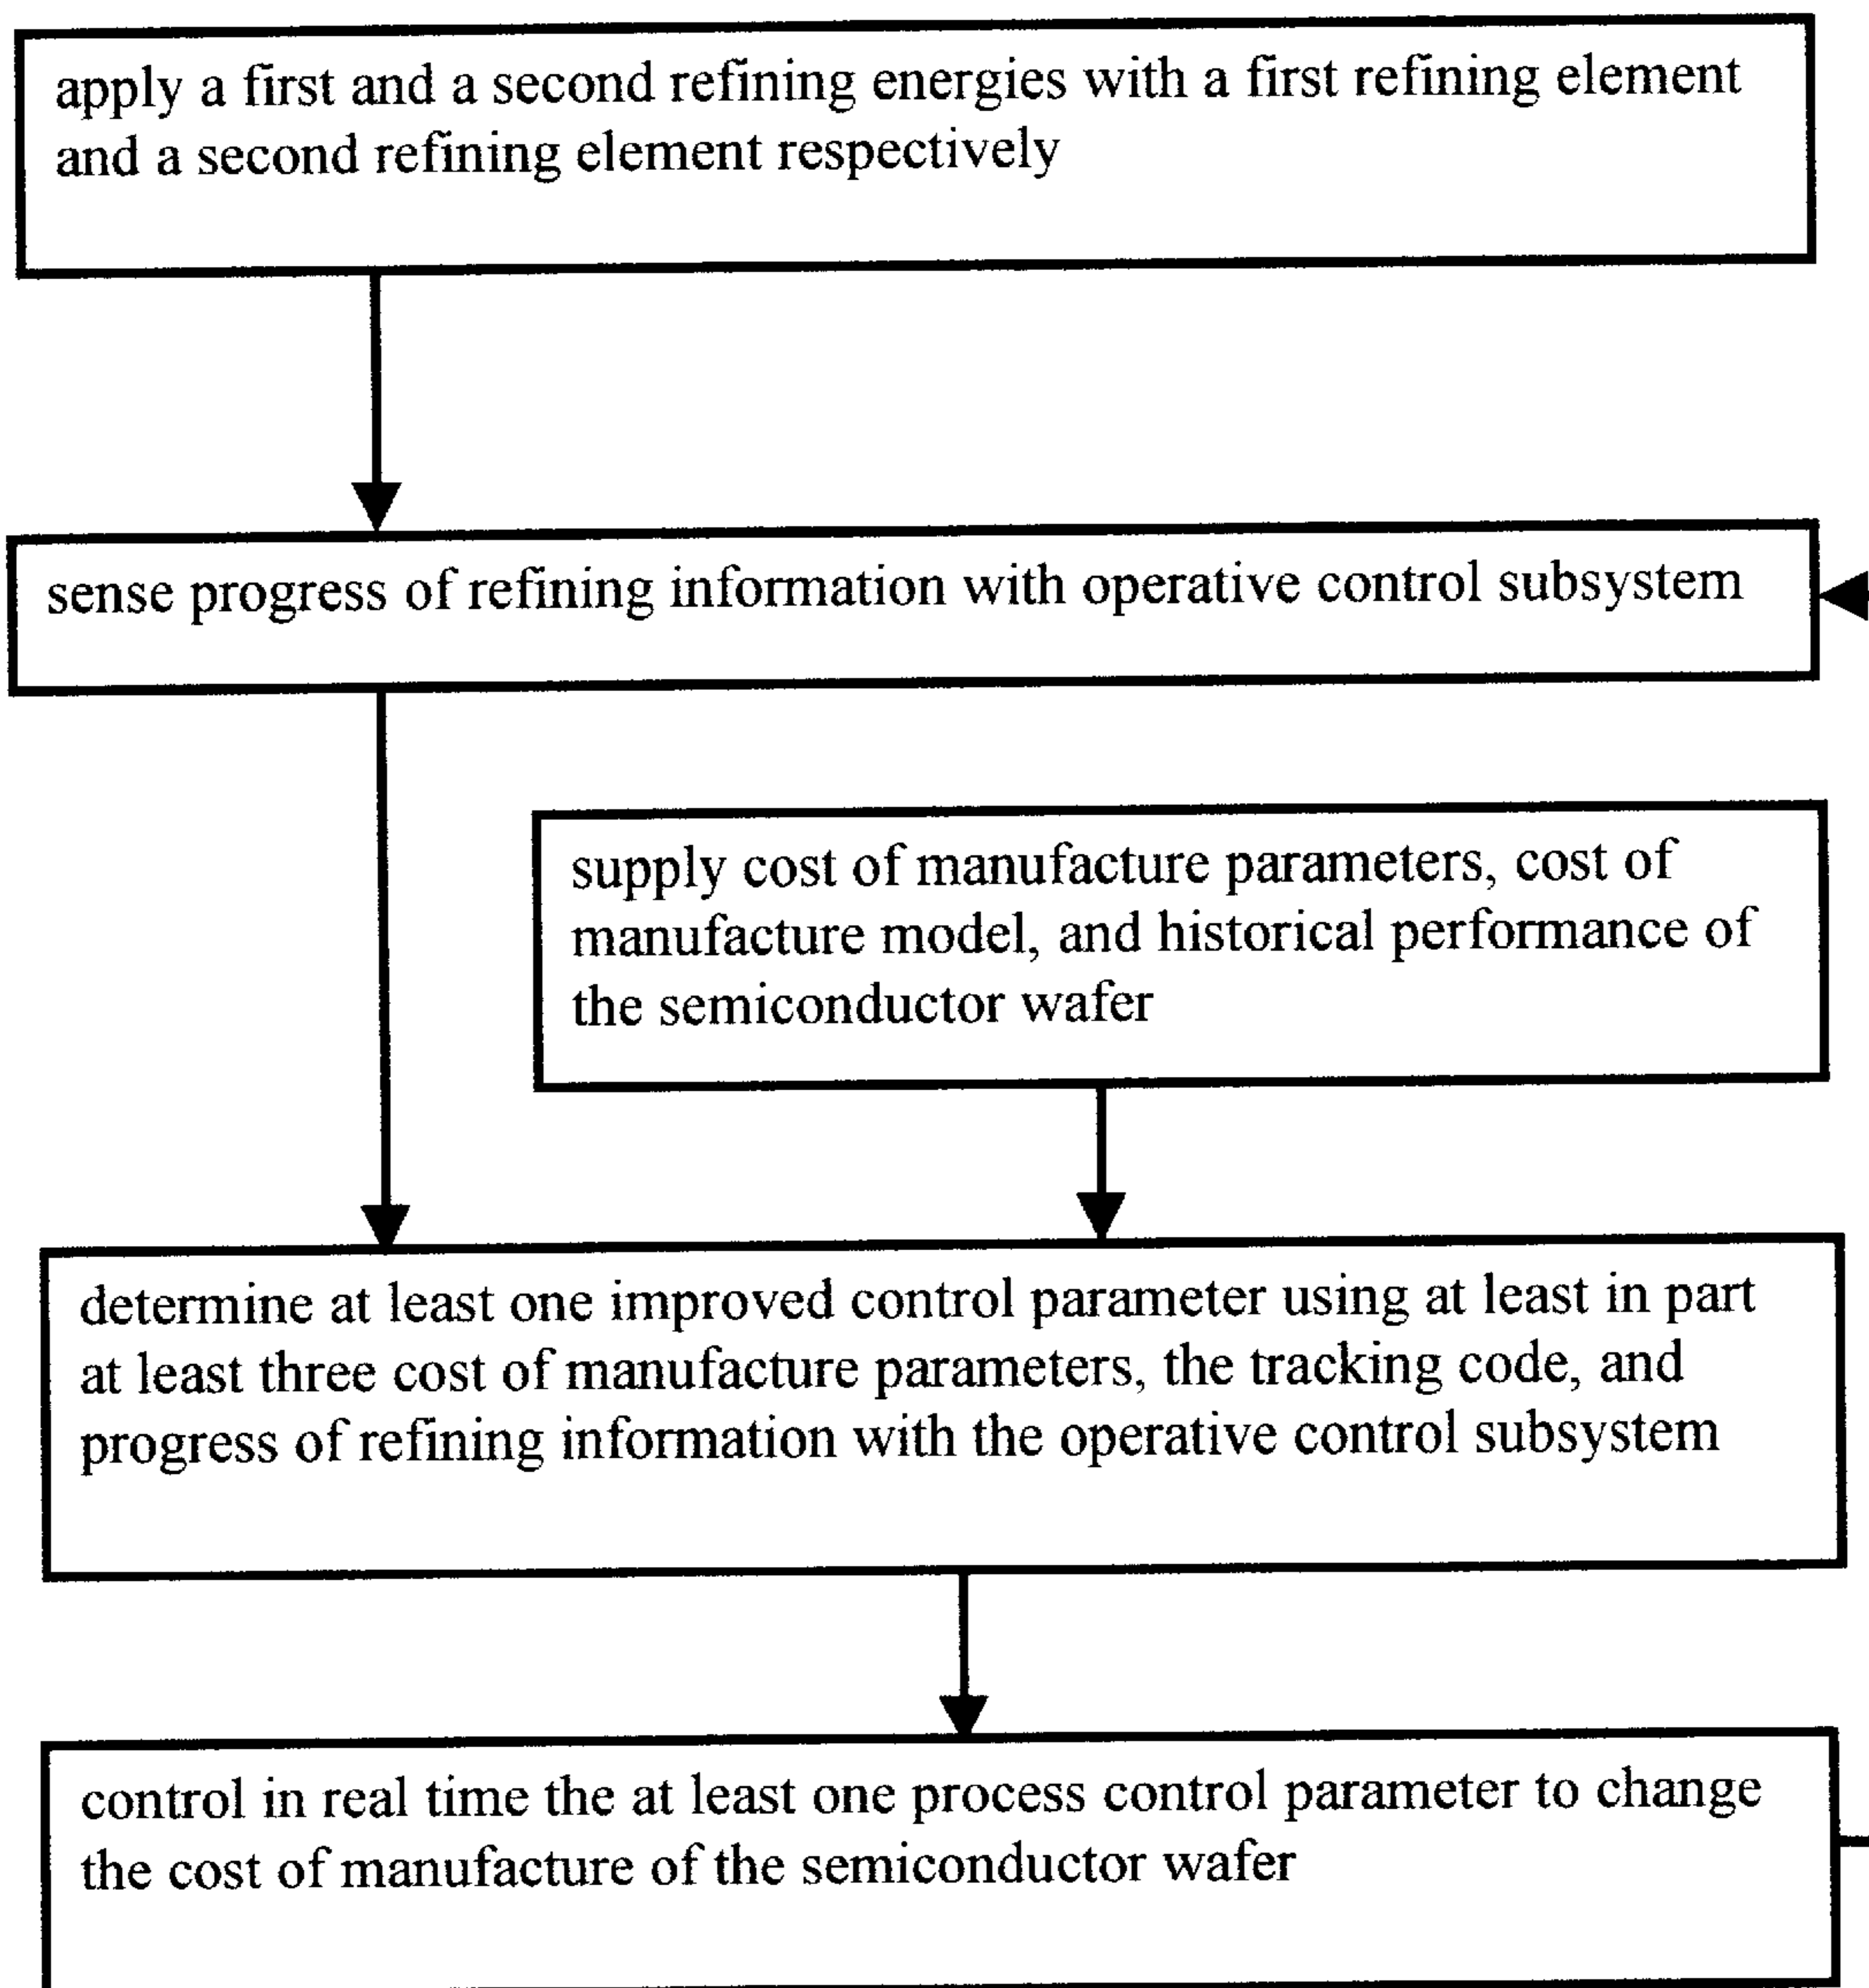 apply a first and a second refining energies with a first refining element
and a second refining element respectively
sense progress of refining information with operative control subsystem
supply cost of manufacture parameters, cost of
manufacture model, and historical performance of
the semiconductor wafer
determine at least one improved control parameter using at least in part
at least three cost of manufacture parameters, the tracking code, and
progress of refining information with the operative control subsystem
control in real time the at least one process control parameter to change
the cost of manufacture of the semiconductor wafer